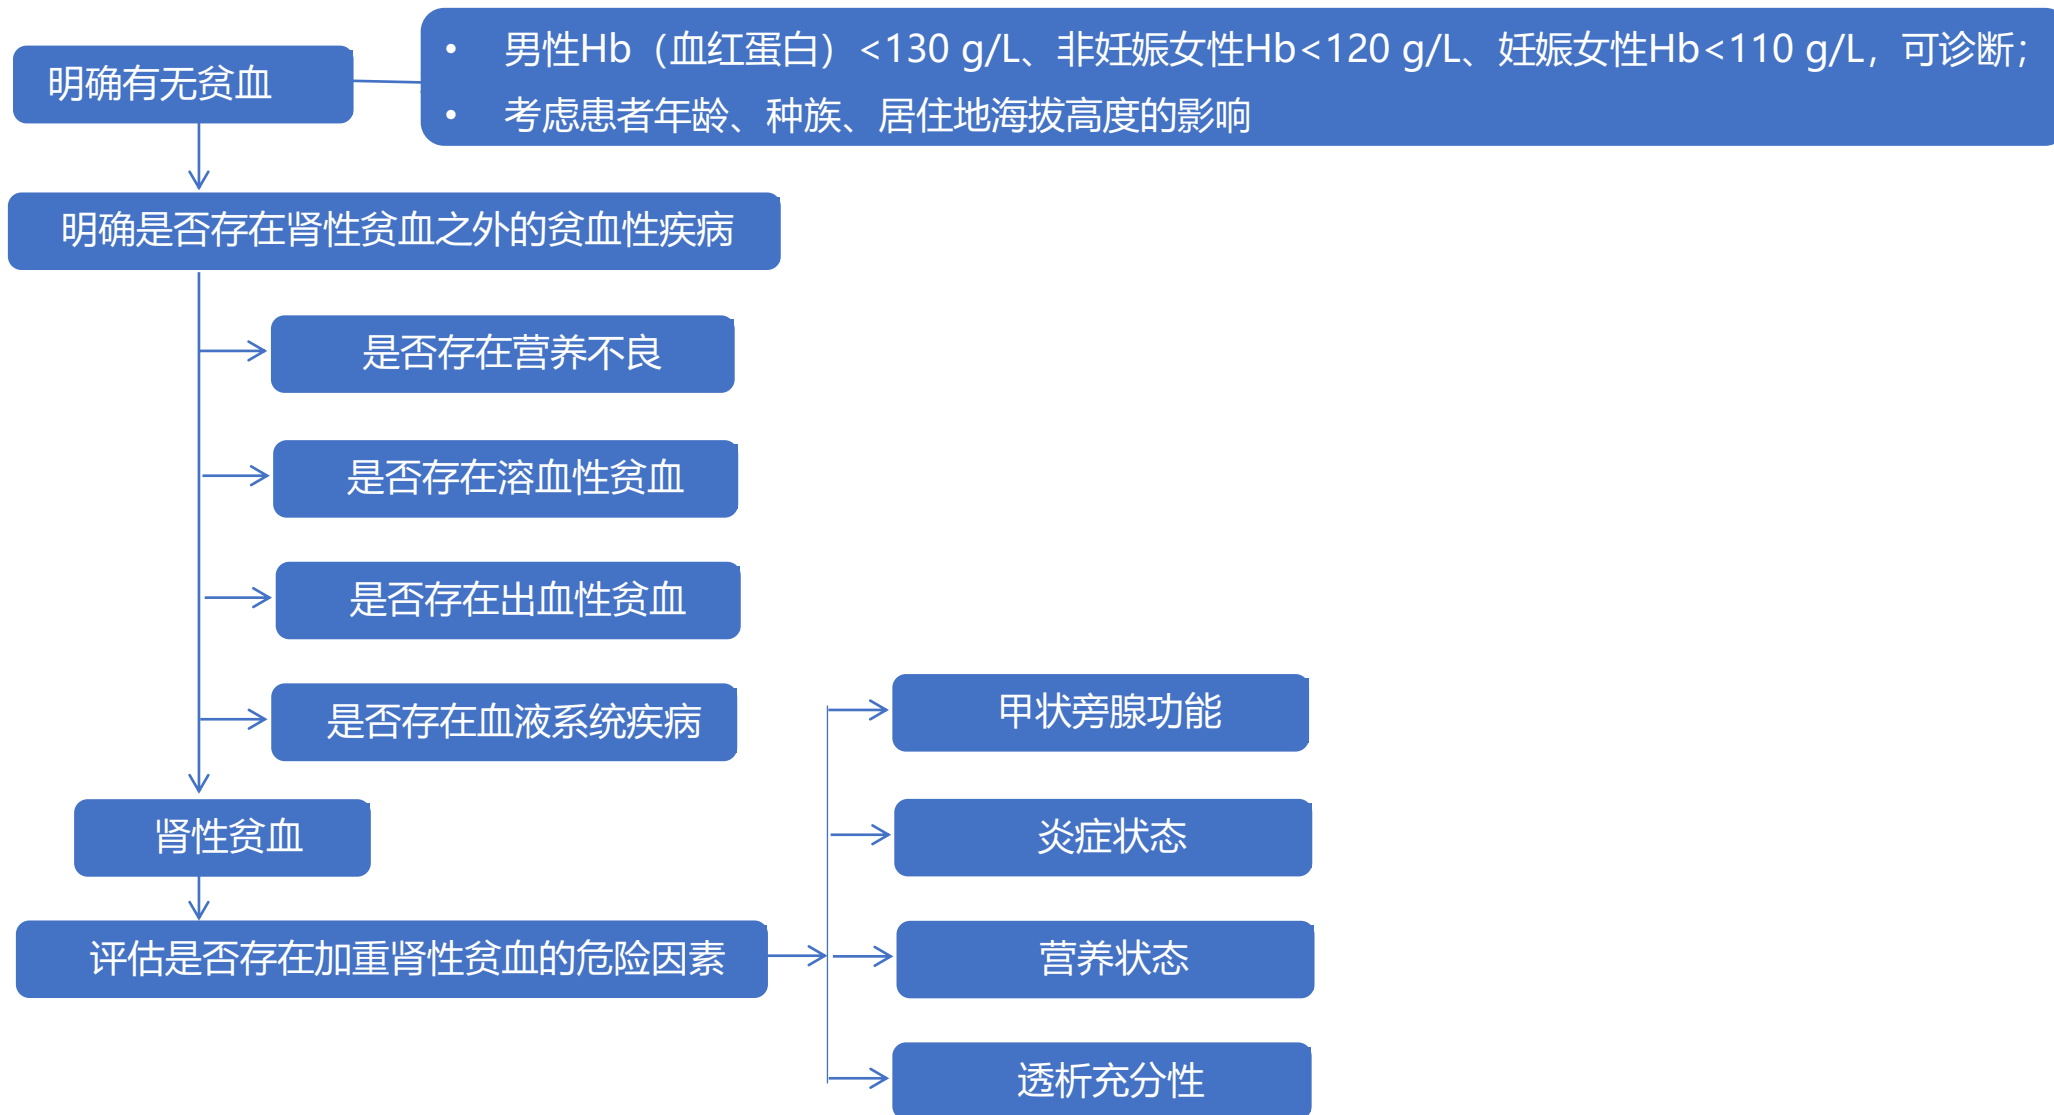 明确有无贫血
• 男性Hb（血红蛋白）<130 g/L、非妊娠女性Hb<120 g/L、妊娠女性Hb<110 g/L，可诊断；
• 考虑患者年龄、种族、居住地海拔高度的影响
明确是否存在肾性贫血之外的贫血性疾病
是否存在营养不良
是否存在溶血性贫血
是否存在出血性贫血
是否存在血液系统疾病
肾性贫血
评估是否存在加重肾性贫血的危险因素
甲状旁腺功能
炎症状态
营养状态
透析充分性